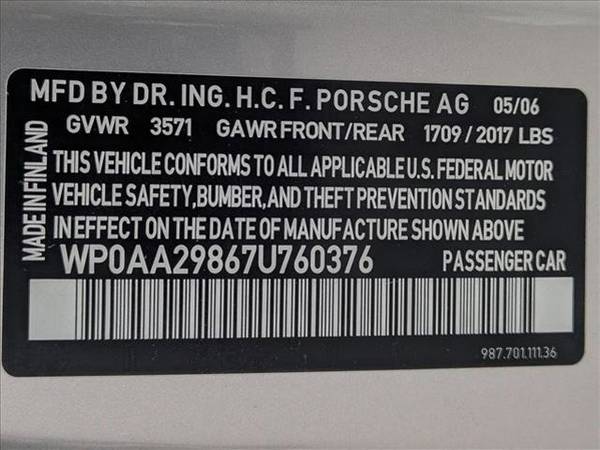 MFD BY DR. ING. H.C. F. PORSCHE AG 05/06
GVWR 3571 GAWR FRONT/REAR 1709 / 2017 LBS
THIS VEHICLE CONFORMS TO ALL APPLICABLE U.S. FEDERAL MOTOR
VEHICLE SAFETY, BUMBER, AND THEFT PREVENTION STANDARDS
IN EFFECT ON THE DATE OF MANUFACTURE SHOWN ABOVE
WP0AA29867U760376 PASSENGER CAR
987.701.111.36
MADE IN FINLAND